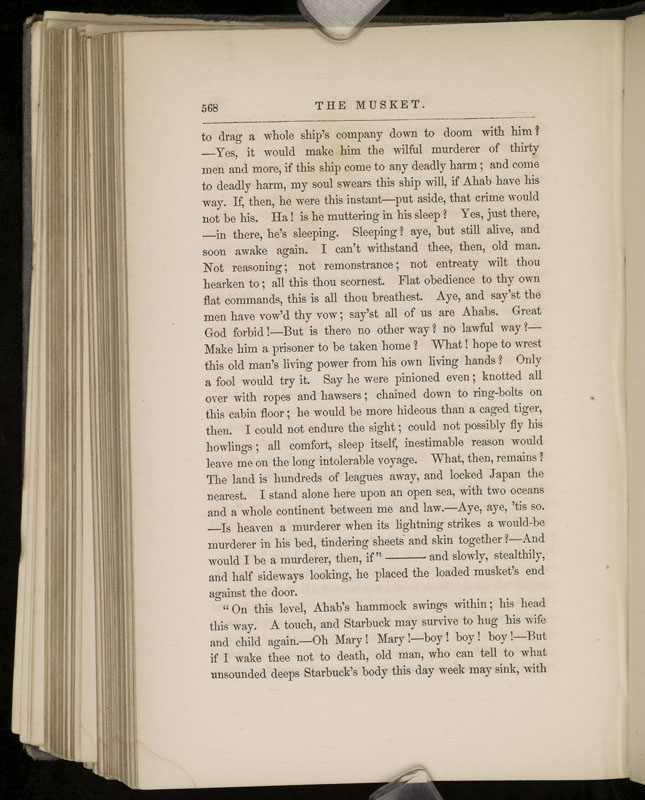 568
THE MUSKET.
to drag a whole ship's company down to doom with him?
—Yes, it would make him the wilful murderer of thirty
men and more, if this ship come to any deadly harm; and come
to deadly harm, my soul swears this ship will, if Ahab have his
way. If, then, he were this instant—put aside, that crime would
not be his. Ha! is he muttering in his sleep? Yes, just there,
—in there, he's sleeping. Sleeping? aye, but still alive, and
soon awake again. I can't withstand thee, then, old man.
Not reasoning; not remonstrance; not entreaty wilt thou
hearken to; all this thou scornest. Flat obedience to thy own
flat commands, this is all thou breathest. Aye, and say'st the
men have vow'd thy vow; say'st all of us are Ahabs. Great
God forbid!—But is there no other way? no lawful way?—
Make him a prisoner to be taken home? What! hope to wrest
this old man's living power from his own living hands? Only
a fool would try it. Say he were pinioned even; knotted all
over with ropes and hawsers; chained down to ring-bolts on
this cabin floor; he would be more hideous than a caged tiger,
then. I could not endure the sight; could not possibly fly his
howlings; all comfort, sleep itself, inestimable reason would
leave me on the long intolerable voyage. What, then, remains?
The land is hundreds of leagues away, and locked Japan the
nearest. I stand alone here upon an open sea, with two oceans
and a whole continent between me and law.—Aye, aye, 'tis so.
—Is heaven a murderer when its lightning strikes a would-be
murderer in his bed, tindering sheets and skin together?—And
would I be a murderer, then, if" ——— and slowly, stealthily,
and half sideways looking, he placed the loaded musket's end
against the door.
"On this level, Ahab's hammock swings within; his head
this way. A touch, and Starbuck may survive to hug his wife
and child again.—Oh Mary! Mary!—boy! boy! boy!—But
if I wake thee not to death, old man, who can tell to what
unsounded deeps Starbuck's body this day week may sink, with